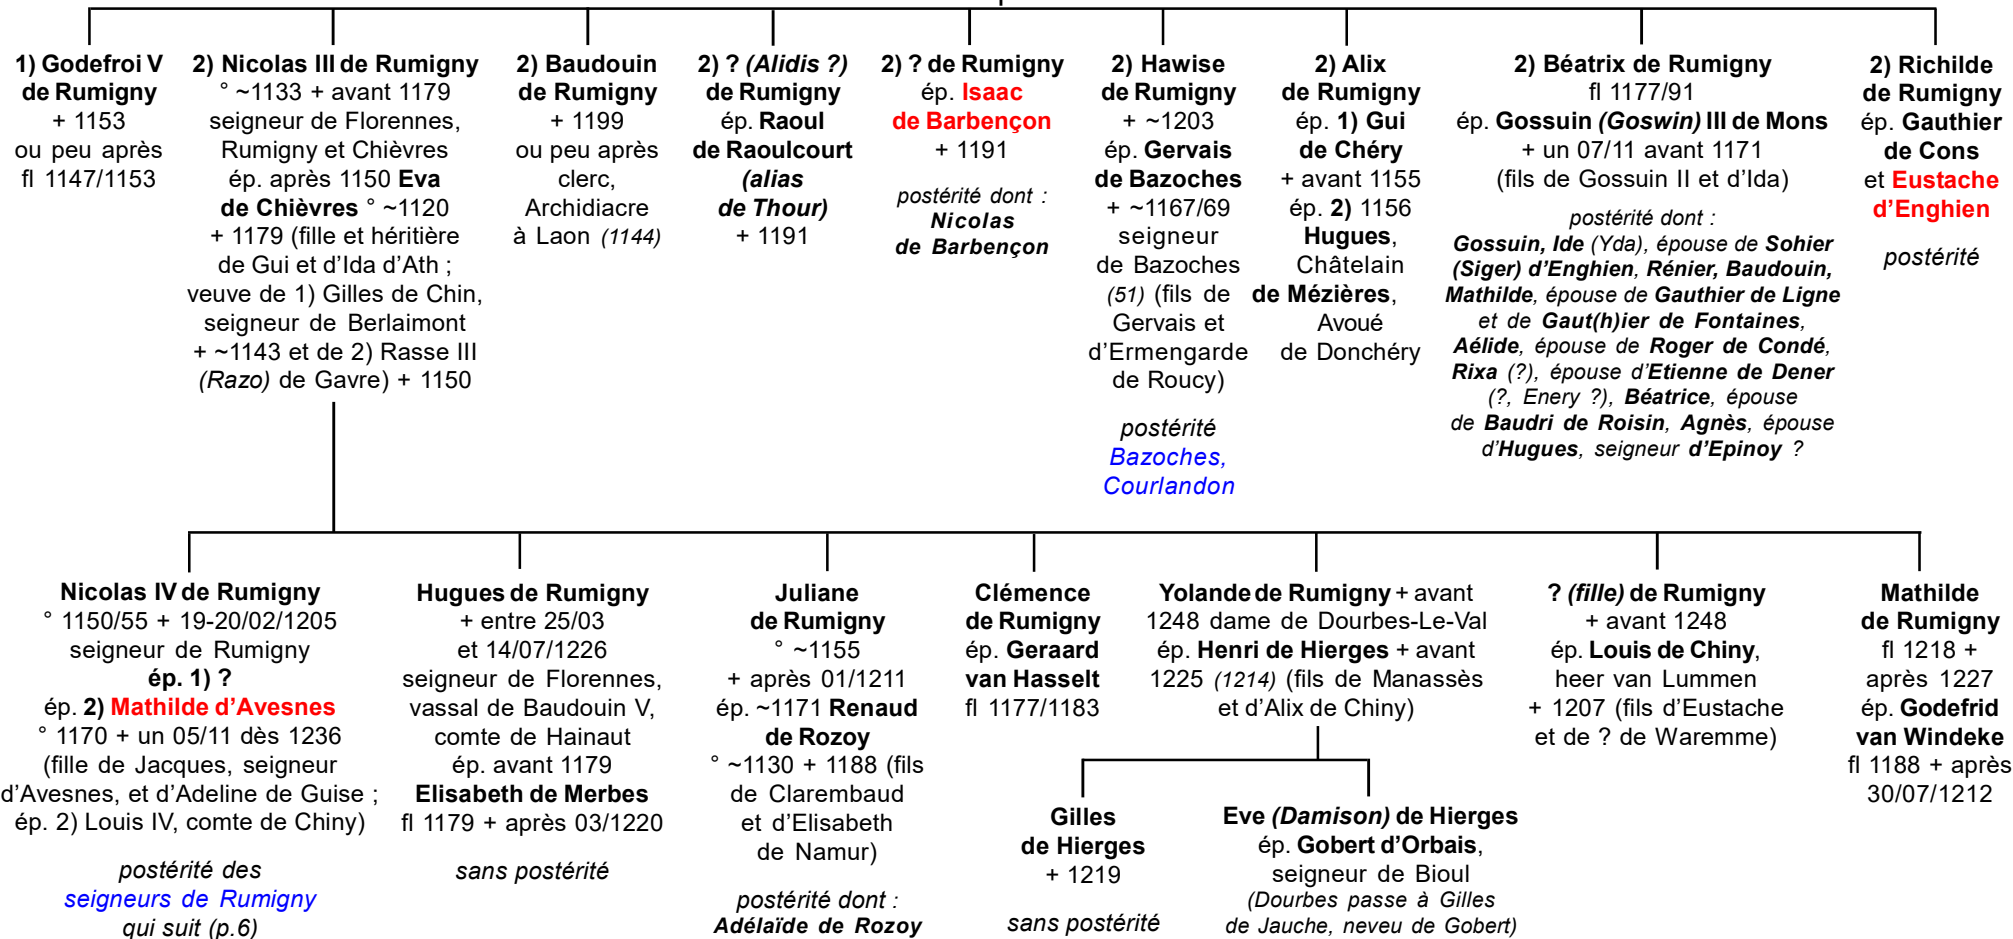 1) Godefroi V
de Rumigny
+ 1153
ou peu après
fl 1147/1153
2) Nicolas III de Rumigny
° ~1133 + avant 1179
seigneur de Florennes,
Rumigny et Chièvres
ép. après 1150 Eva
de Chièvres ° ~1120
+ 1179 (fille et héritière
de Gui et d'Ida d'Ath ;
veuve de 1) Gilles de Chin,
seigneur de Berlaimont
+ ~1143 et de 2) Rasse III
(Razo) de Gavre) + 1150
2) Baudouin
de Rumigny
+ 1199
ou peu après
clerc,
Archidiacre
à Laon (1144)
2) ? (Alidis ?)
de Rumigny
ép. Raoul
de Raoulcourt
(alias
de Thour)
+ 1191
2) ? de Rumigny
ép. Isaac
de Barbençon
+ 1191
postérité dont :
Nicolas
de Barbençon
2) Hawise
de Rumigny
+ ~1203
ép. Gervais
de Bazoches
+ ~1167/69
seigneur
de Bazoches
(51) (fils de
Gervais et
d'Ermengarde
de Roucy)
postérité
Bazoches,
Courlandon
2) Alix
de Rumigny
ép. 1) Gui
de Chéry
+ avant 1155
ép. 2) 1156
Hugues,
Châtelain
de Mézières,
Avoué
de Donchéry
2) Béatrix de Rumigny
fl 1177/91
ép. Gossuin (Goswin) III de Mons
+ un 07/11 avant 1171
(fils de Gossuin II et d'Ida)
postérité dont :
Gossuin, Ide (Yda), épouse de Sohier
(Siger) d'Enghien, Rénier, Baudouin,
Mathilde, épouse de Gauthier de Ligne
et de Gaut(h)ier de Fontaines,
Aélide, épouse de Roger de Condé,
Rixa (?), épouse d'Etienne de Dener
(?, Enery ?), Béatrice, épouse
de Baudri de Roisin, Agnès, épouse
d'Hugues, seigneur d'Epinoy ?
2) Richilde
de Rumigny
ép. Gauthier
de Cons
et Eustache
d'Enghien
postérité
Nicolas IV de Rumigny
° 1150/55 + 19-20/02/1205
seigneur de Rumigny
ép. 1) ?
ép. 2) Mathilde d'Avesnes
° 1170 + un 05/11 dès 1236
(fille de Jacques, seigneur
d'Avesnes, et d'Adeline de Guise ;
ép. 2) Louis IV, comte de Chiny)
postérité des
seigneurs de Rumigny
qui suit (p.6)
Hugues de Rumigny
+ entre 25/03
et 14/07/1226
seigneur de Florennes,
vassal de Baudouin V,
comte de Hainaut
ép. avant 1179
Elisabeth de Merbes
fl 1179 + après 03/1220
sans postérité
Juliane
de Rumigny
° ~1155
+ après 01/1211
ép. ~1171 Renaud
de Rozoy
° ~1130 + 1188 (fils
de Clarembaud
et d'Elisabeth
de Namur)
postérité dont :
Adélaïde de Rozoy
Clémence
de Rumigny
ép. Geraard
van Hasselt
fl 1177/1183
Yolande de Rumigny + avant
1248 dame de Dourbes-Le-Val
ép. Henri de Hierges + avant
1225 (1214) (fils de Manassès
et d'Alix de Chiny)
Gilles
de Hierges
+ 1219
sans postérité
Eve (Damison) de Hierges
ép. Gobert d'Orbais,
seigneur de Bioul
(Dourbes passe à Gilles
de Jauche, neveu de Gobert)
? (fille) de Rumigny
+ avant 1248
ép. Louis de Chiny,
heer van Lummen
+ 1207 (fils d'Eustache
et de ? de Waremme)
Mathilde
de Rumigny
fl 1218 +
après 1227
ép. Godefrid
van Windeke
fl 1188 + après
30/07/1212